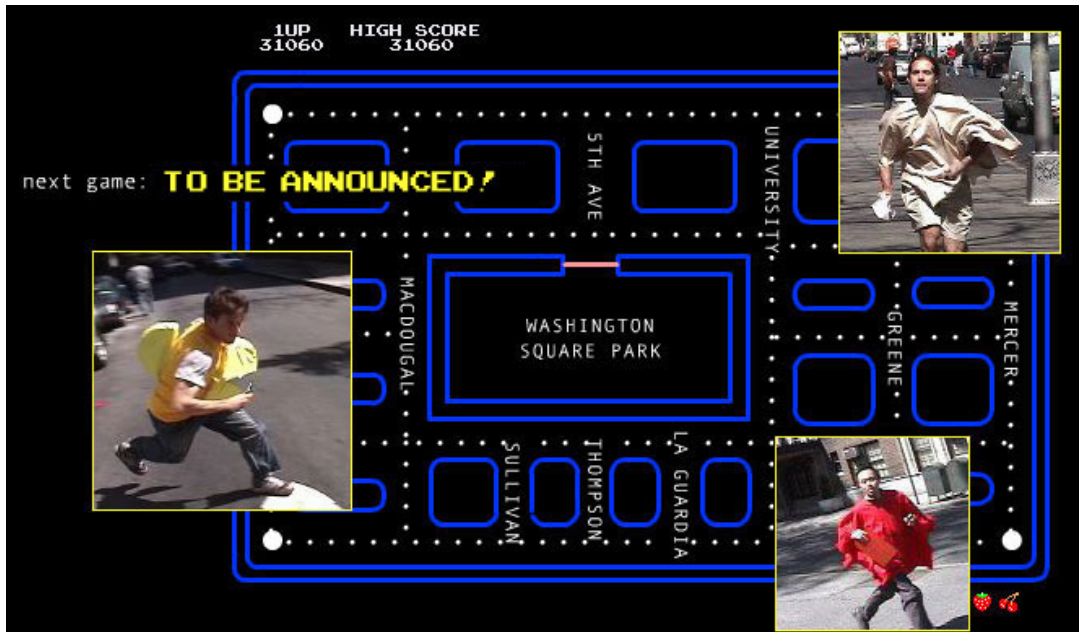 1UP HIGH SCORE
31060 31060
next game: TO BE ANNOUNCED!
5TH AVE
UNIVERSITY
MACDOUGAL
WASHINGTON
SQUARE PARK
GREENE
MERCER
SULLIVAN
THOMPSON
LA GUARDIA